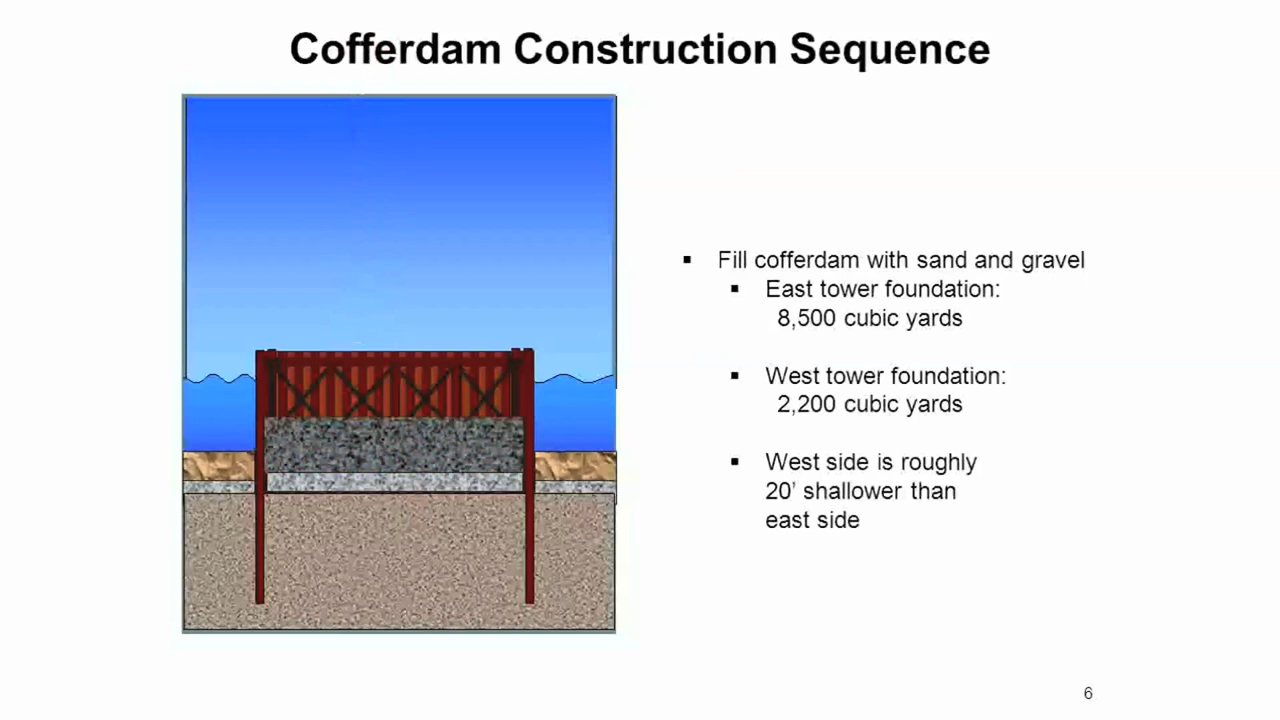 Cofferdam Construction Sequence
▪ Fill cofferdam with sand and gravel
▪ East tower foundation:
8,500 cubic yards
▪ West tower foundation:
2,200 cubic yards
▪ West side is roughly
20’ shallower than
east side
6